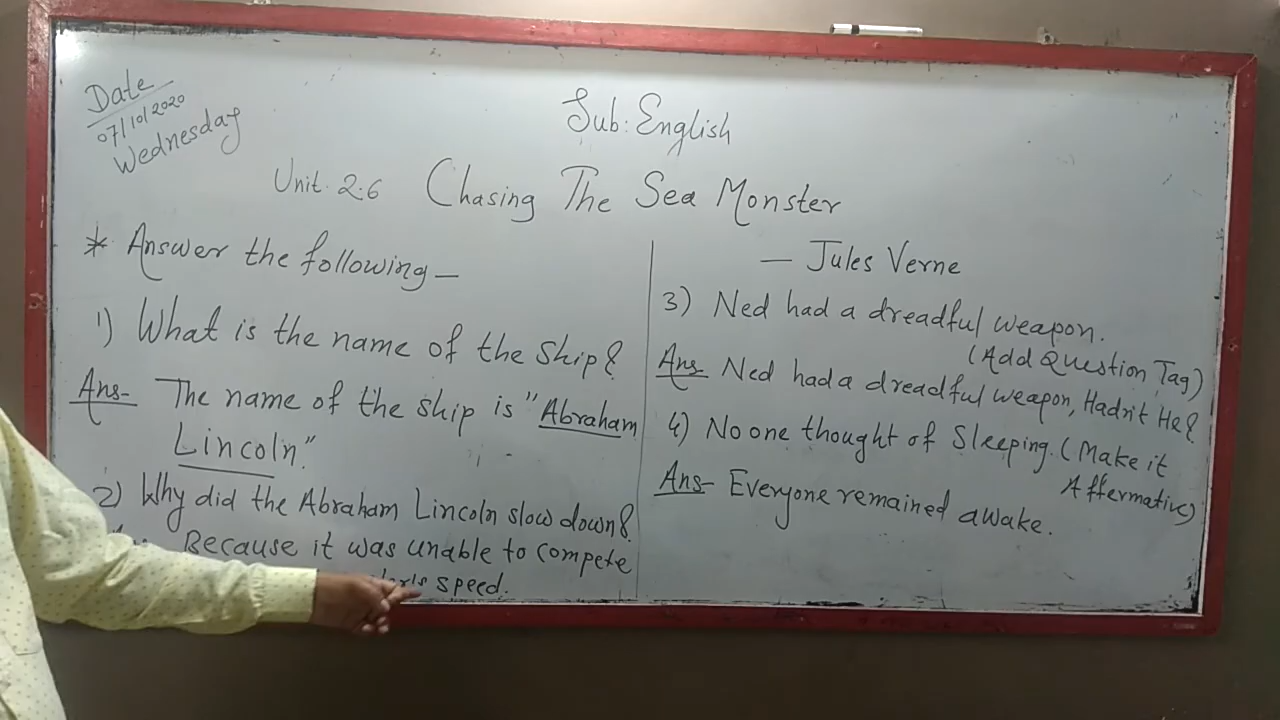 Date
07/10/2020
Wednesday
Sub: English
Unit. 2.6 Chasing The Sea Monster
— Jules Verne
* Answer the following —
1) What is the name of the ship?
Ans- The name of the ship is "Abraham
Lincoln."
2) Why did the Abraham Lincoln slow down?
Because it was unable to compete
speed.
3) Ned had a dreadful weapon.
(Add Question Tag)
Ans Ned had a dreadful weapon, Hadn't He?
4) No one thought of Sleeping. (Make it
Affermative)
Ans- Everyone remained awake.